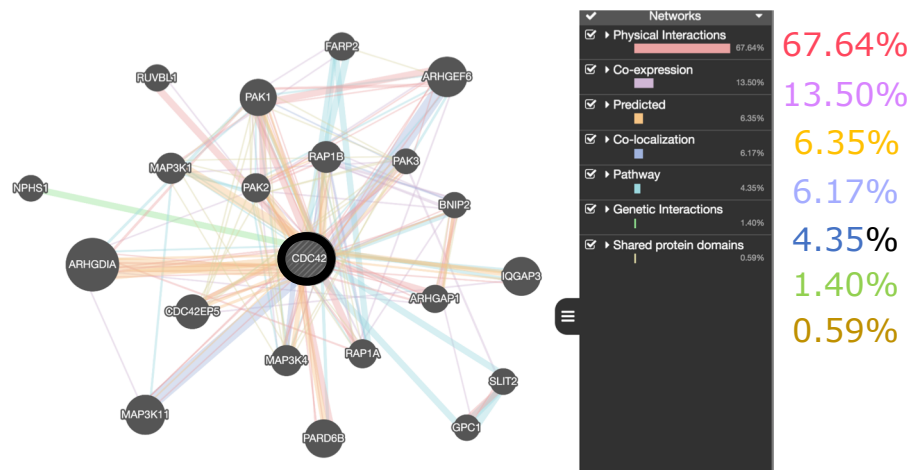 FARP2
RUVBL1
ARHGEF6
PAK1
RAP1B
PAK3
MAP3K1
PAK2
NPHS1
BNIP2
CDC42
ARHGDIA
IQGAP3
ARHGAP1
CDC42EP5
MAP3K4
RAP1A
SLIT2
MAP3K11
GPC1
PARD6B
Networks
Physical Interactions
67.64%
Co-expression
13.50%
Predicted
6.35%
Co-localization
6.17%
Pathway
4.35%
Genetic Interactions
1.40%
Shared protein domains
0.59%
67.64%
13.50%
6.35%
6.17%
4.35%
1.40%
0.59%